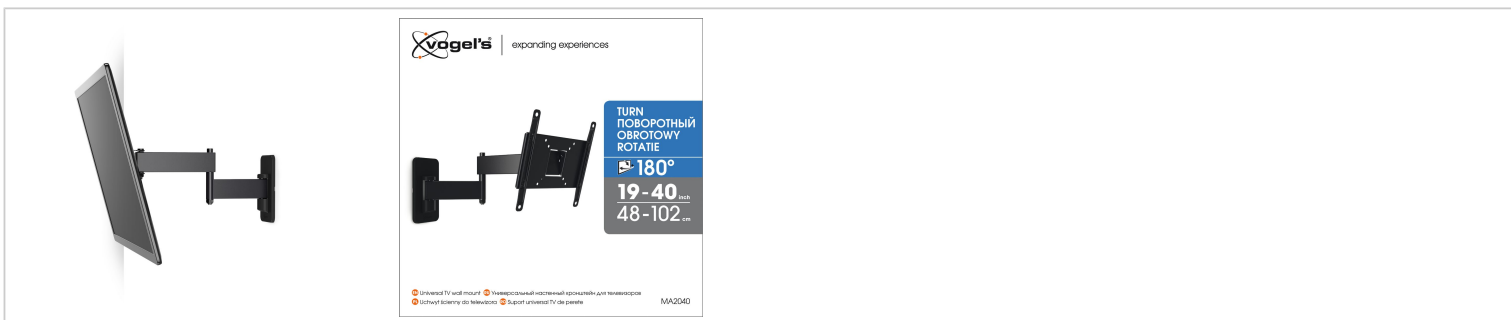 vogel's® | expanding experiences
TURN
ПОВОРОТНЫЙ
OBROTOWY
ROTATIE
180°
19-40 inch
48-102 cm
EN Universal TV wall mount RU Универсальный настенный кронштейн для телевизоров
PL Uchwyt ścienny do telewizora RO Suport universal TV de perete
MA2040